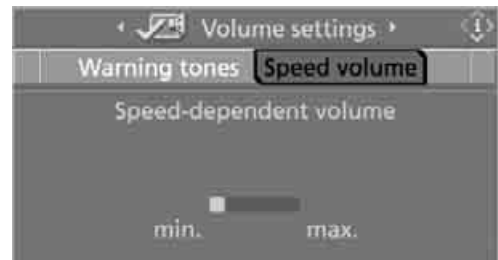 Volume settings
Warning tones Speed volume
Speed-dependent volume
min. max.